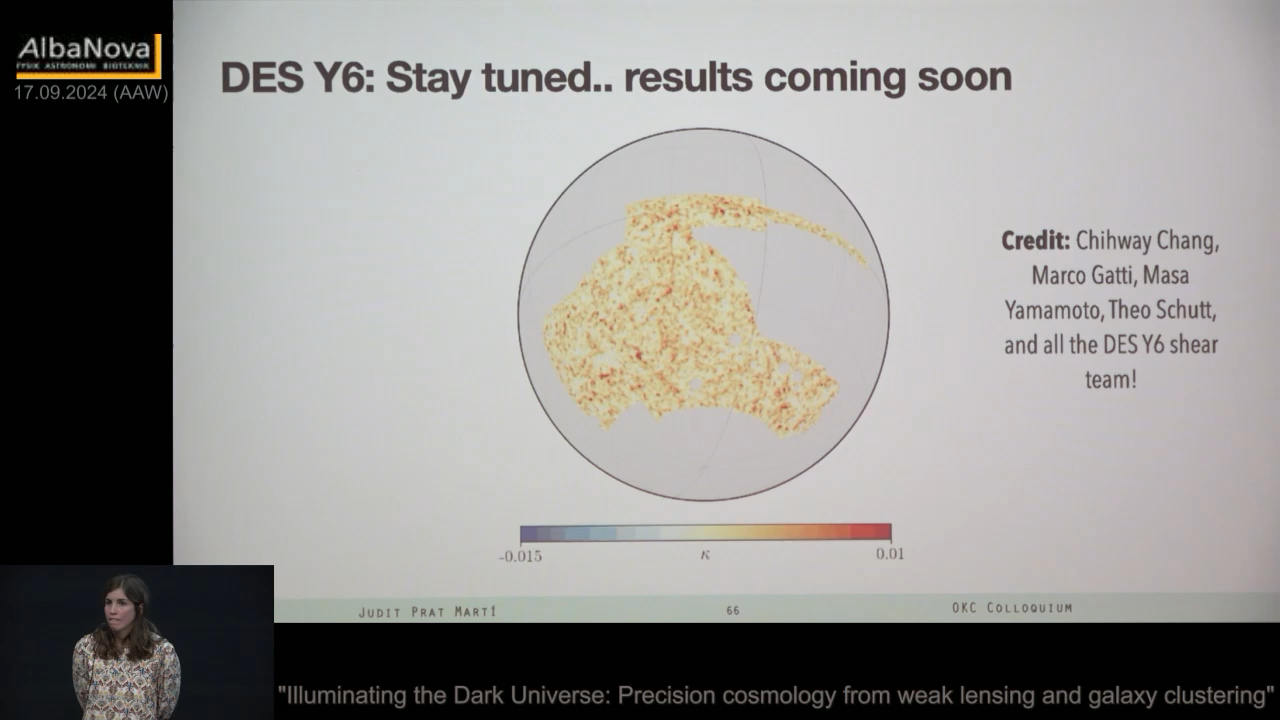 AlbaNova
FYSIK ASTRONOMI BIOTEKNIK
17.09.2024 (AAW)
DES Y6: Stay tuned.. results coming soon
Credit: Chihway Chang,
Marco Gatti, Masa
Yamamoto, Theo Schutt,
and all the DES Y6 shear
team!
-0.015
κ
0.01
Judit Prat Martí
66
OKC Colloquium
"Illuminating the Dark Universe: Precision cosmology from weak lensing and galaxy clustering"